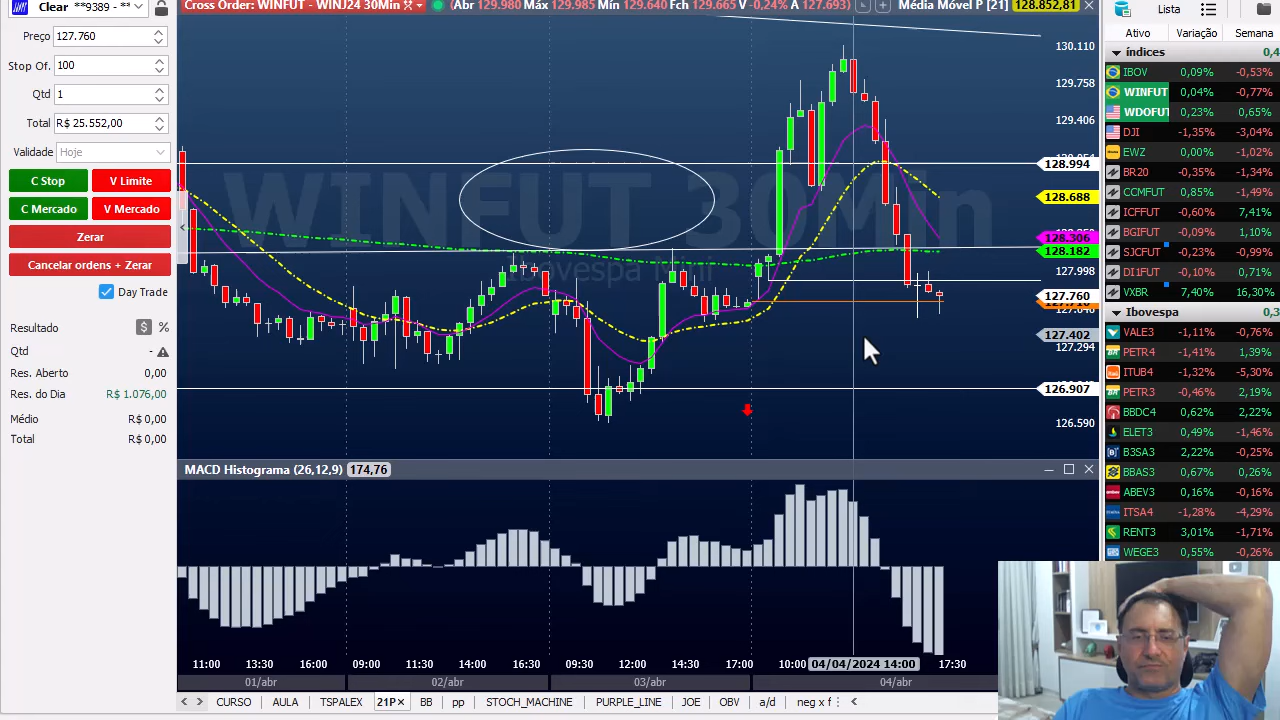 Clear **9389 - **
Preço 127.760
Stop Of. 100
Qtd 1
Total R$ 25.552,00
Validade Hoje
C Stop V Limite
C Mercado V Mercado
Zerar
Cancelar ordens + Zerar
Day Trade
Resultado $ %
Qtd -
Res. Aberto 0,00
Res. do Dia R$ 1.076,00
Médio R$ 0,00
Total R$ 0,00
Cross Order: WINFUT - WINJ24 30Min Abr 129.980 Máx 129.985 Mín 129.640 Fch 129.665 V -0,24% A 127.693) Média Móvel P [21] 128.852,81
WINFUT 30Min
Ibovespa Mini
130.110
129.758
129.406
128.994
128.688
128.306
128.182
127.998
127.760
127.402
127.294
126.907
126.590
MACD Histograma (26,12,9) 174,76
11:00 13:30 16:00 09:00 14:00 16:30 09:30 12:00 14:30 17:00 10:00 04/04/2024 14:00 17:30
01/abr 02/abr 03/abr 04/abr
CURSO AULA TSPALEX 21P BB pp STOCH_MACHINE PURPLE_LINE JOE OBV a/d neg x f
Lista
Ativo Variação Semana
índices 0,4
IBOV 0,09% -0,53%
WINFUT 0,04% -0,77%
WDOFUT 0,23% 0,65%
DJI -1,35% -3,04%
EWZ 0,00% -1,02%
BR20 -0,35% -1,34%
CCMFUT 0,85% -1,49%
ICFFUT -0,60% 7,41%
BGIFUT -0,09% 1,10%
SJCFUT -0,23% -0,99%
DI1FUT -0,10% 0,71%
VXBR 7,40% 16,30%
Ibovespa 0,3
VALE3 -1,11% -0,76%
PETR4 -1,41% 1,39%
ITUB4 -1,32% -5,30%
PETR3 -0,46% 2,19%
BBDC4 0,62% 2,22%
ELET3 0,49% -1,46%
B3SA3 2,22% -0,25%
BBAS3 0,67% 0,26%
ABEV3 0,16% -0,16%
ITSA4 -1,28% -4,29%
RENT3 3,01% -1,71%
WEGE3 0,55% -0,26%